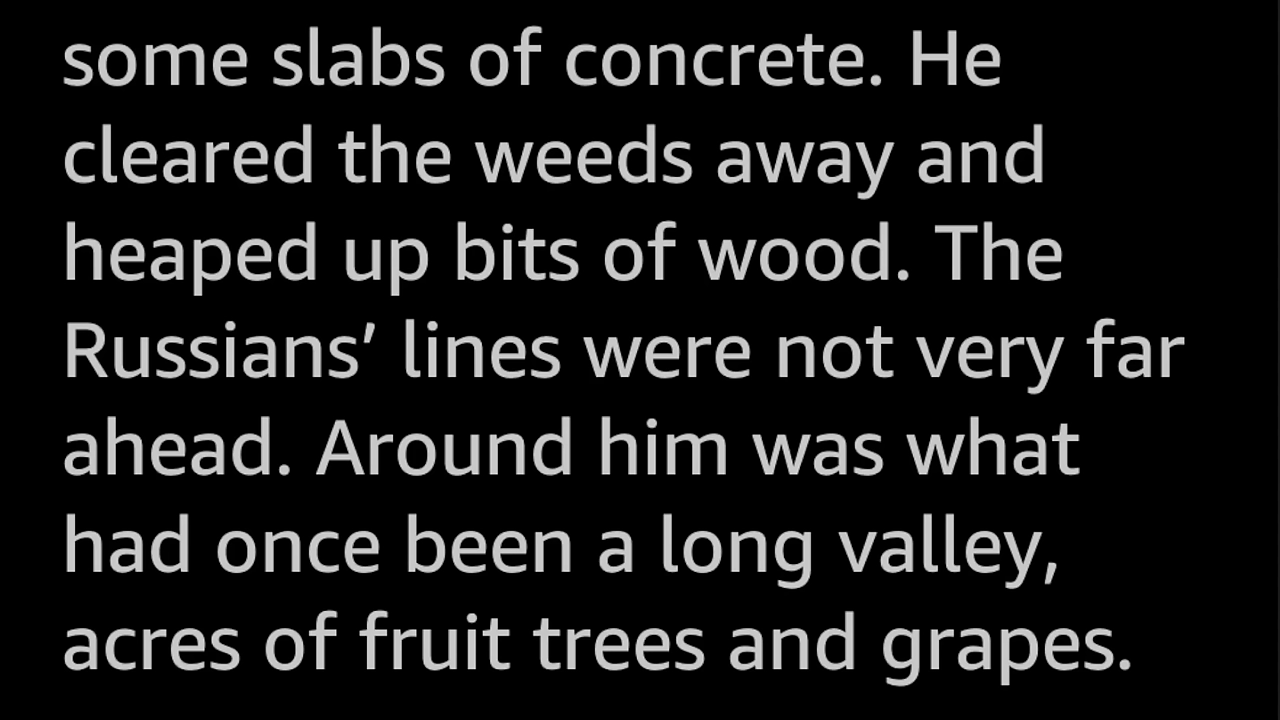 some slabs of concrete. He
cleared the weeds away and
heaped up bits of wood. The
Russians’ lines were not very far
ahead. Around him was what
had once been a long valley,
acres of fruit trees and grapes.